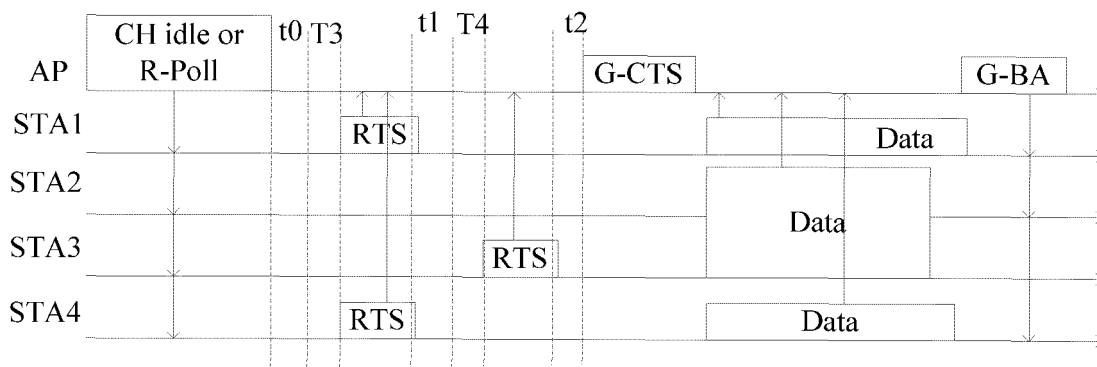 t0 T3 t1 T4 t2
CH idle or
R-Poll
AP
G-CTS
G-BA
STA1
RTS
Data
STA2
Data
STA3
RTS
STA4
RTS
Data